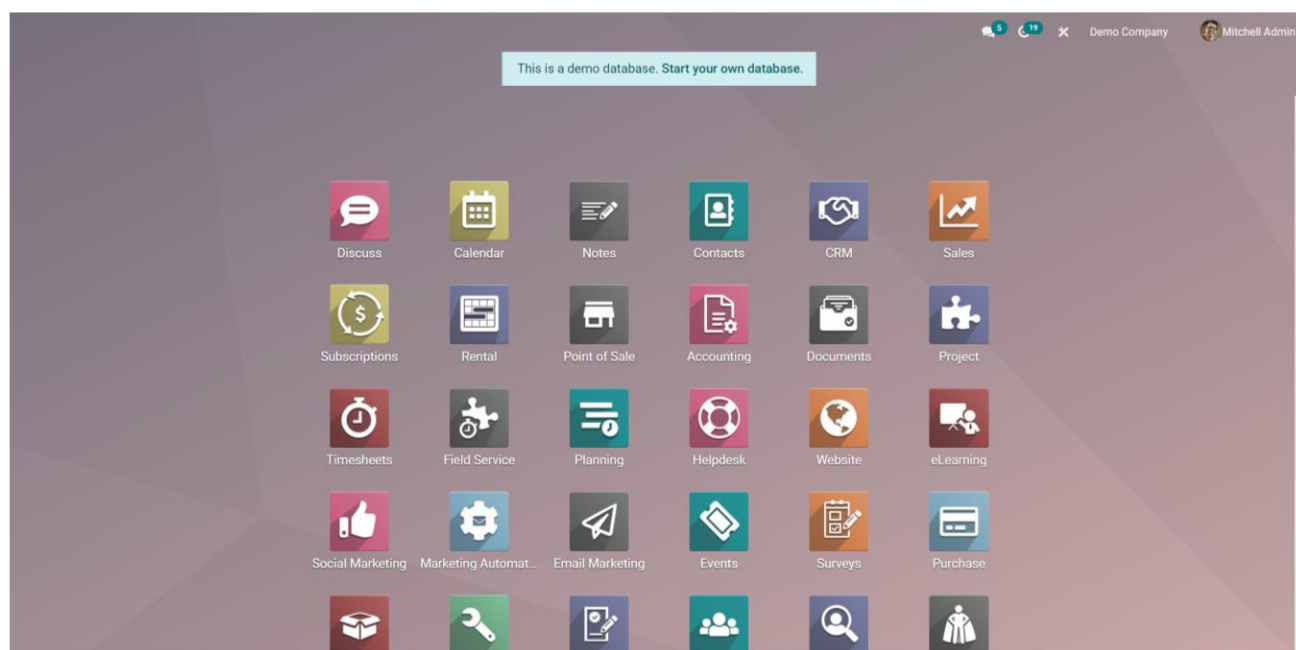 5 19 Demo Company Mitchell Admin
This is a demo database. Start your own database.
Discuss Calendar Notes Contacts CRM Sales
Subscriptions Rental Point of Sale Accounting Documents Project
Timesheets Field Service Planning Helpdesk Website eLearning
Social Marketing Marketing Automat... Email Marketing Events Surveys Purchase